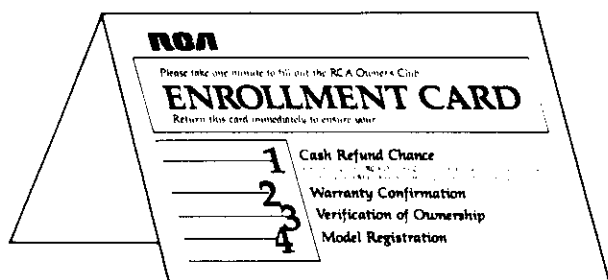 RCA
Please take one minute to fill out the RCA Owners Club
ENROLLMENT CARD
Return this card immediately to ensure your
1 Cash Refund Chance
2 Warranty Confirmation
3 Verification of Ownership
4 Model Registration